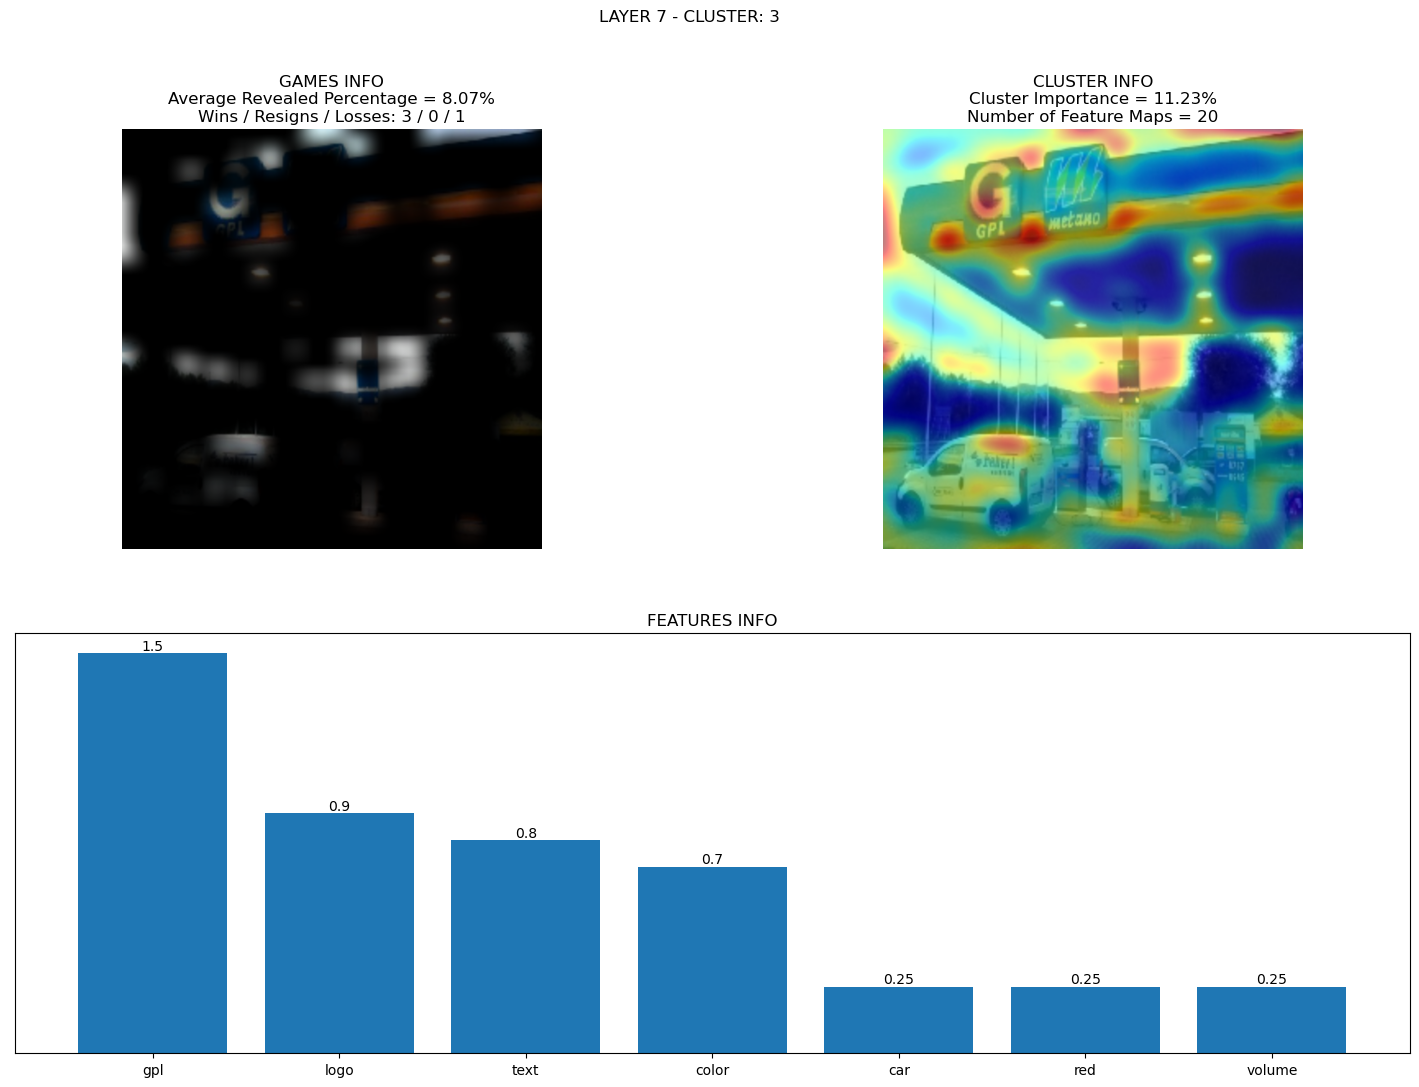 LAYER 7 - CLUSTER: 3
GAMES INFO
Average Revealed Percentage = 8.07%
Wins / Resigns / Losses: 3 / 0 / 1
G
GPL
CLUSTER INFO
Cluster Importance = 11.23%
Number of Feature Maps = 20
G
GPL
metano
FEATURES INFO
1.5
0.9
0.8
0.7
0.25
0.25
0.25
gpl
logo
text
color
car
red
volume